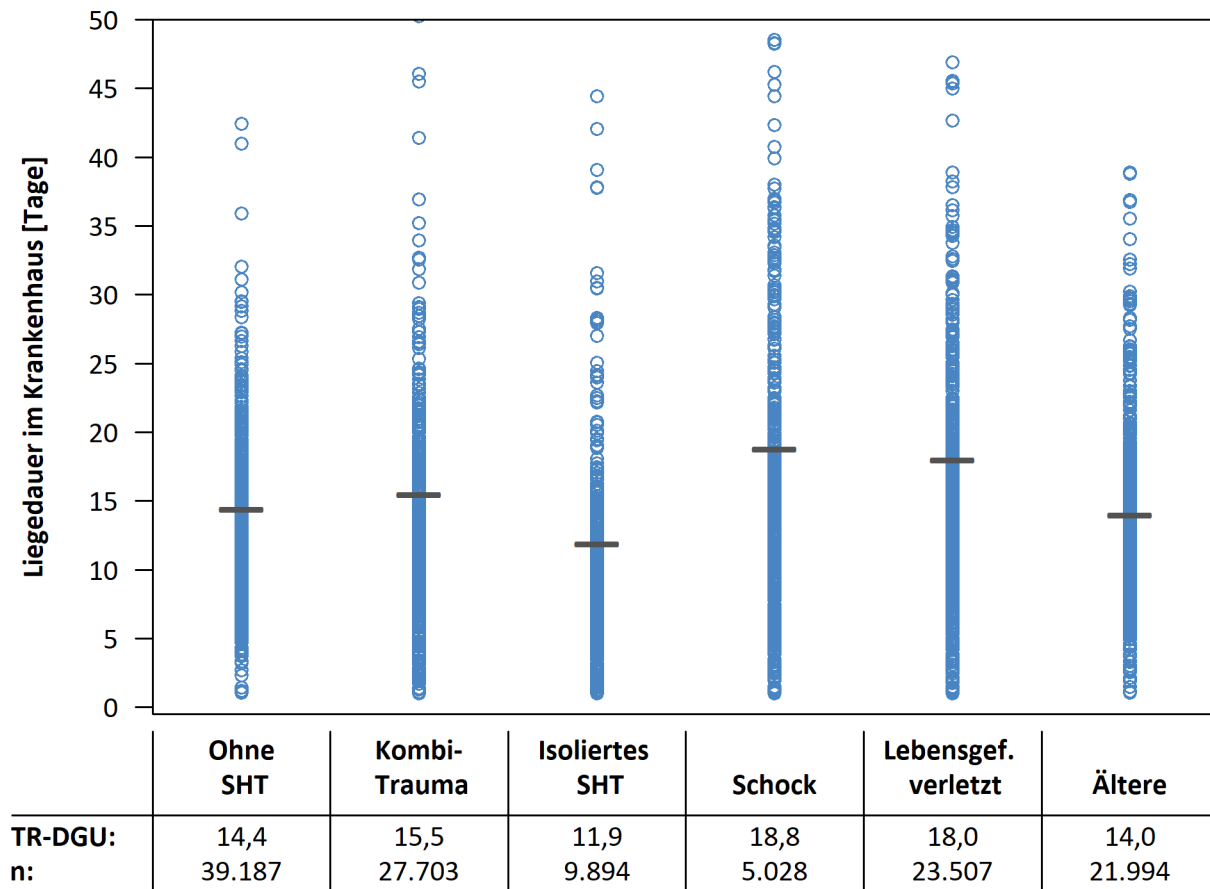 Liegedauer im Krankenhaus [Tage]
50
45
40
35
30
25
20
15
10
5
0
Ohne SHT
Kombi-Trauma
Isoliertes SHT
Schock
Lebensgef. verletzt
Ältere
TR-DGU: 14,4 15,5 11,9 18,8 18,0 14,0
n: 39.187 27.703 9.894 5.028 23.507 21.994